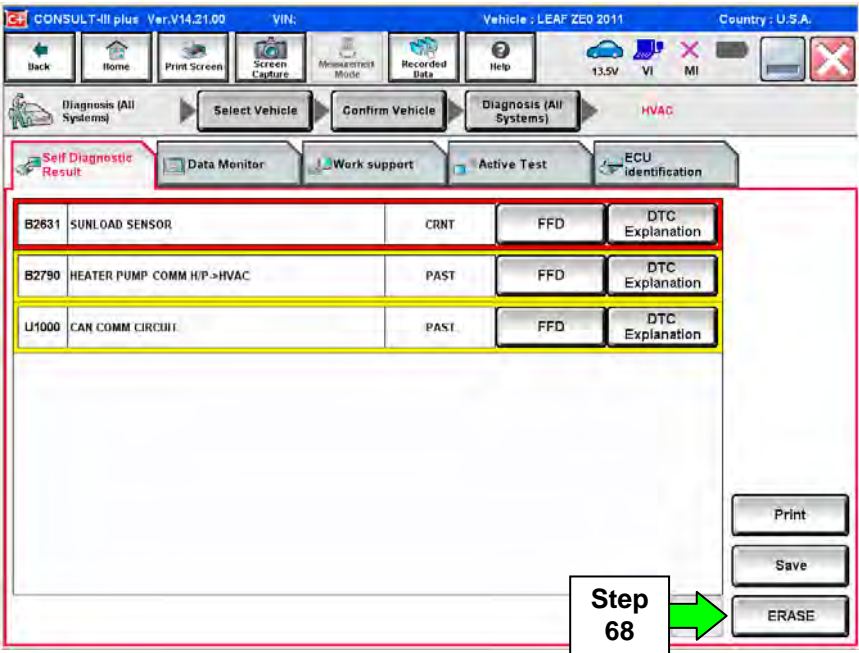 C+ CONSULT-III plus Ver.V14.21.00 VIN: Vehicle : LEAF ZE0 2011 Country : U.S.A.
Back
Home
Print Screen
Screen
Capture
Measurement
Mode
Recorded
Data
Help
13.5V
VI
MI
Diagnosis (All
Systems)
Select Vehicle
Confirm Vehicle
Diagnosis (All
Systems)
HVAC
Self Diagnostic
Result
Data Monitor
Work support
Active Test
ECU
identification
B2631 SUNLOAD SENSOR CRNT FFD DTC
Explanation
B2790 HEATER PUMP COMM H/P->HVAC PAST FFD DTC
Explanation
U1000 CAN COMM CIRCUIT PAST FFD DTC
Explanation
Print
Save
Step
68
ERASE